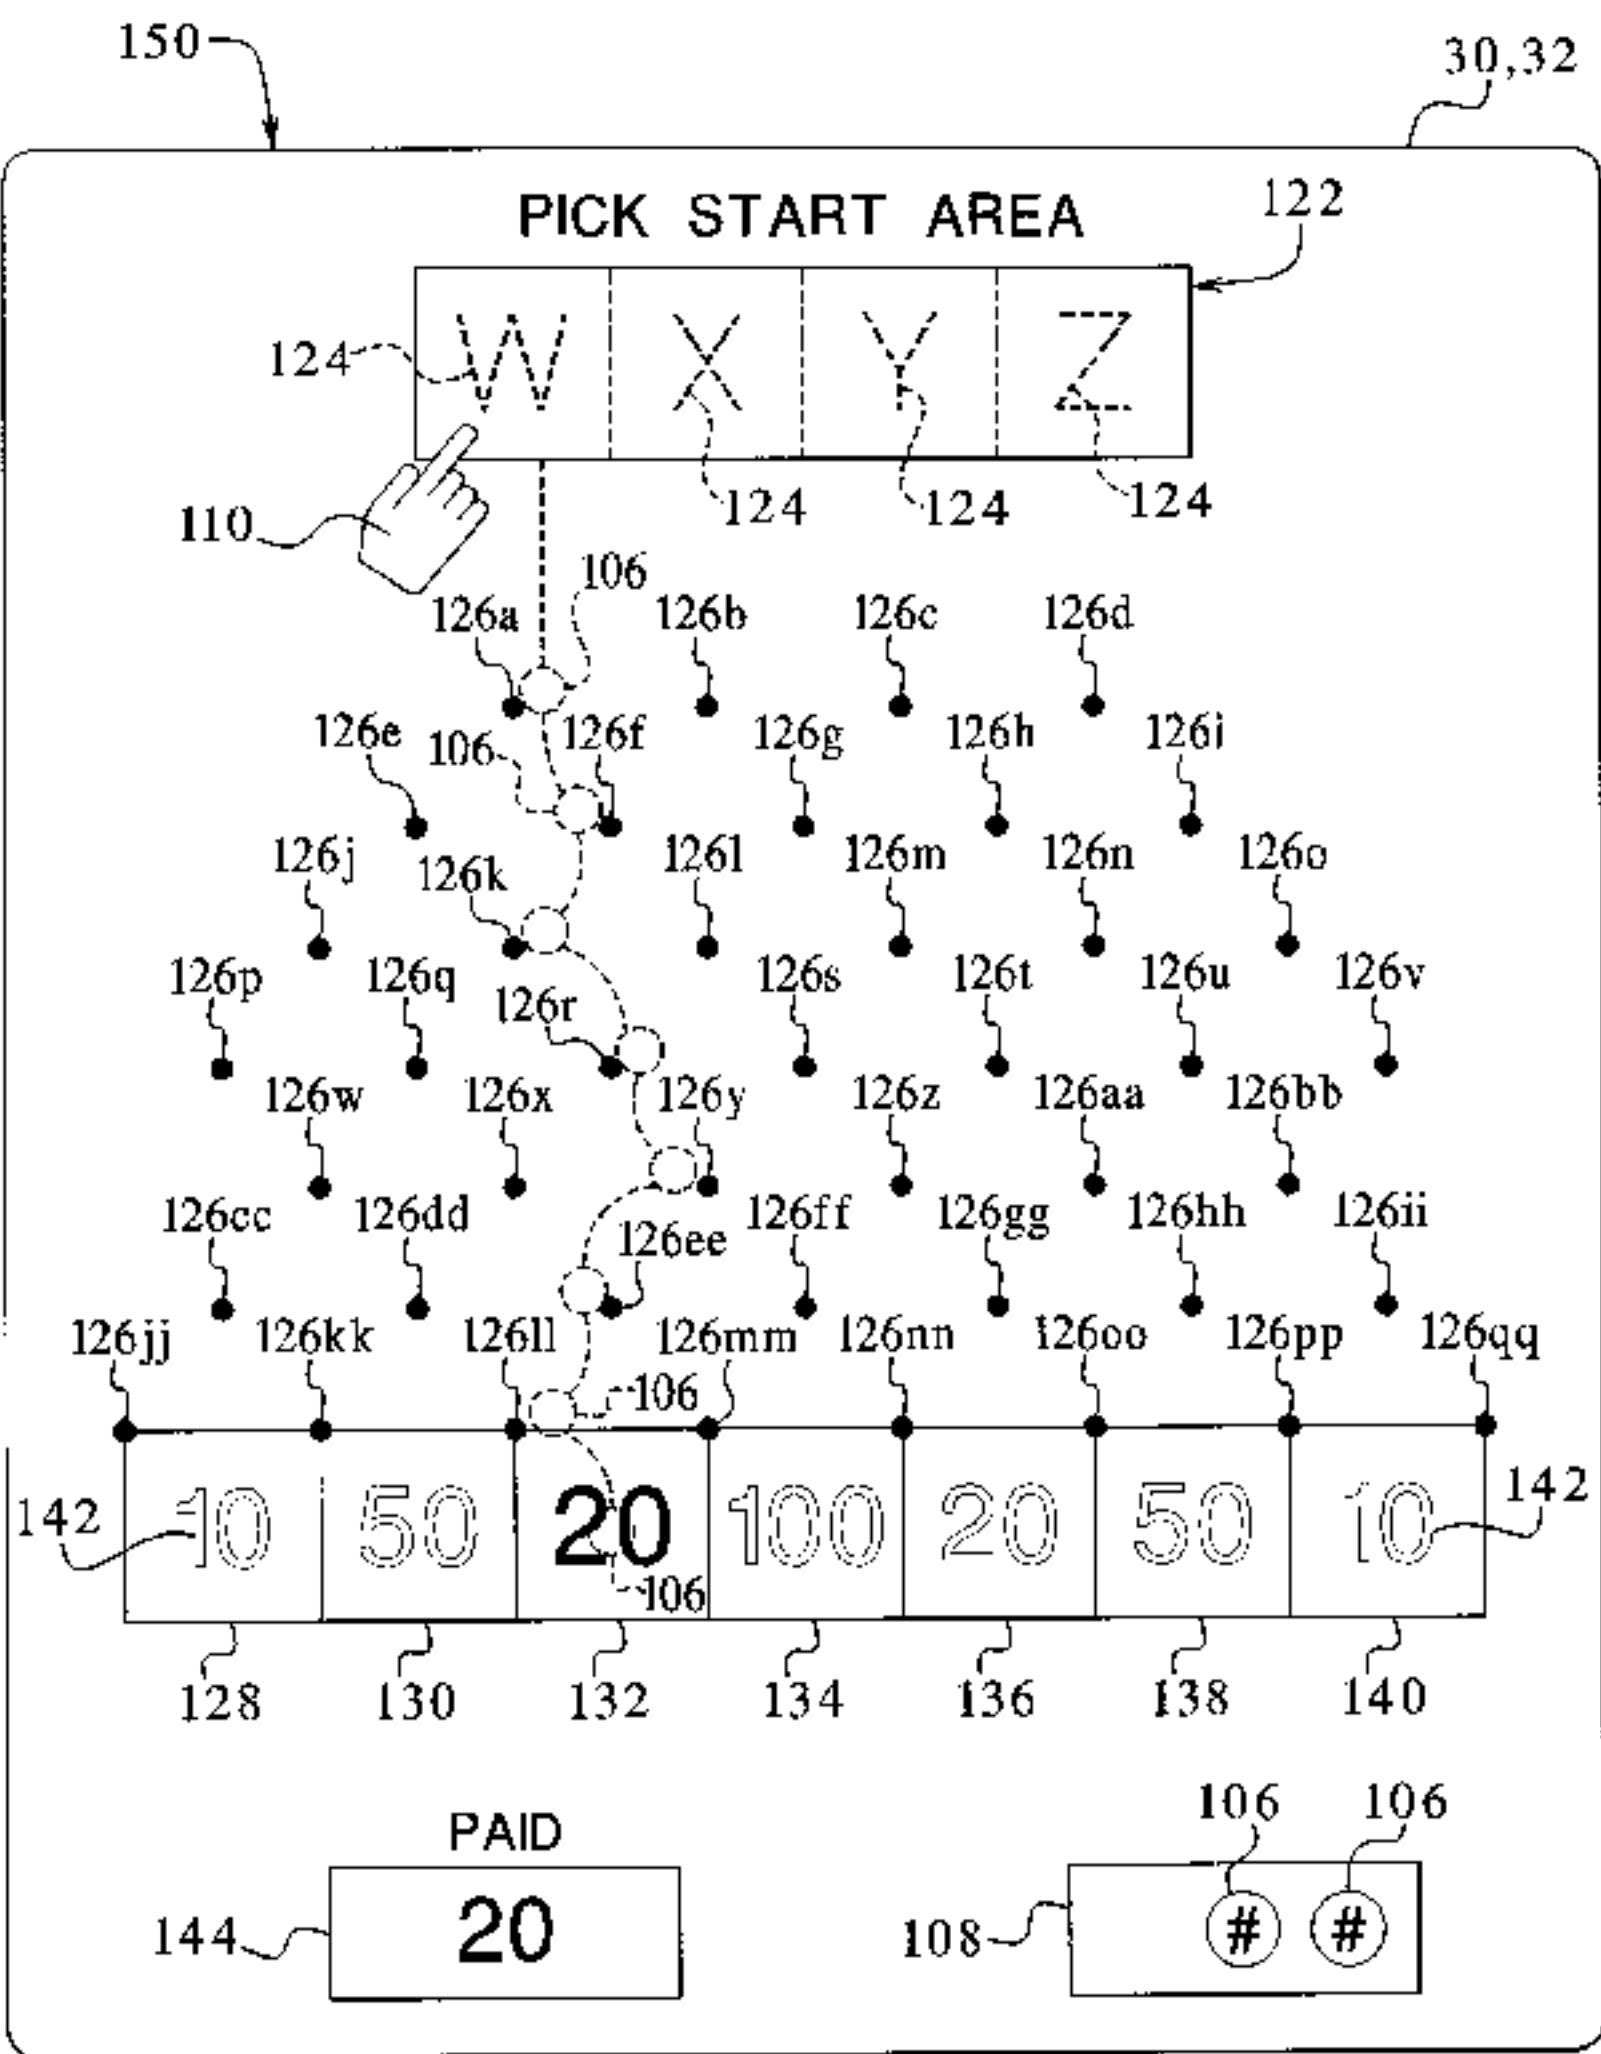 150
30,32
PICK START AREA
122
W X Y Z
124
124 124 124
110
106
126a 126b 126c 126d
126e 106 126f 126g 126h 126i
126j 126k 126l 126m 126n 126o
126p 126q 126r 126s 126t 126u 126v
126w 126x 126y 126z 126aa 126bb
126cc 126dd 126ee 126ff 126gg 126hh 126ii
126jj 126kk 126ll 126mm 126nn 126oo 126pp 126qq
106
142 10 50 20 100 20 50 10 142
106
128 130 132 134 136 138 140
PAID
106 106
144 20 108 # #